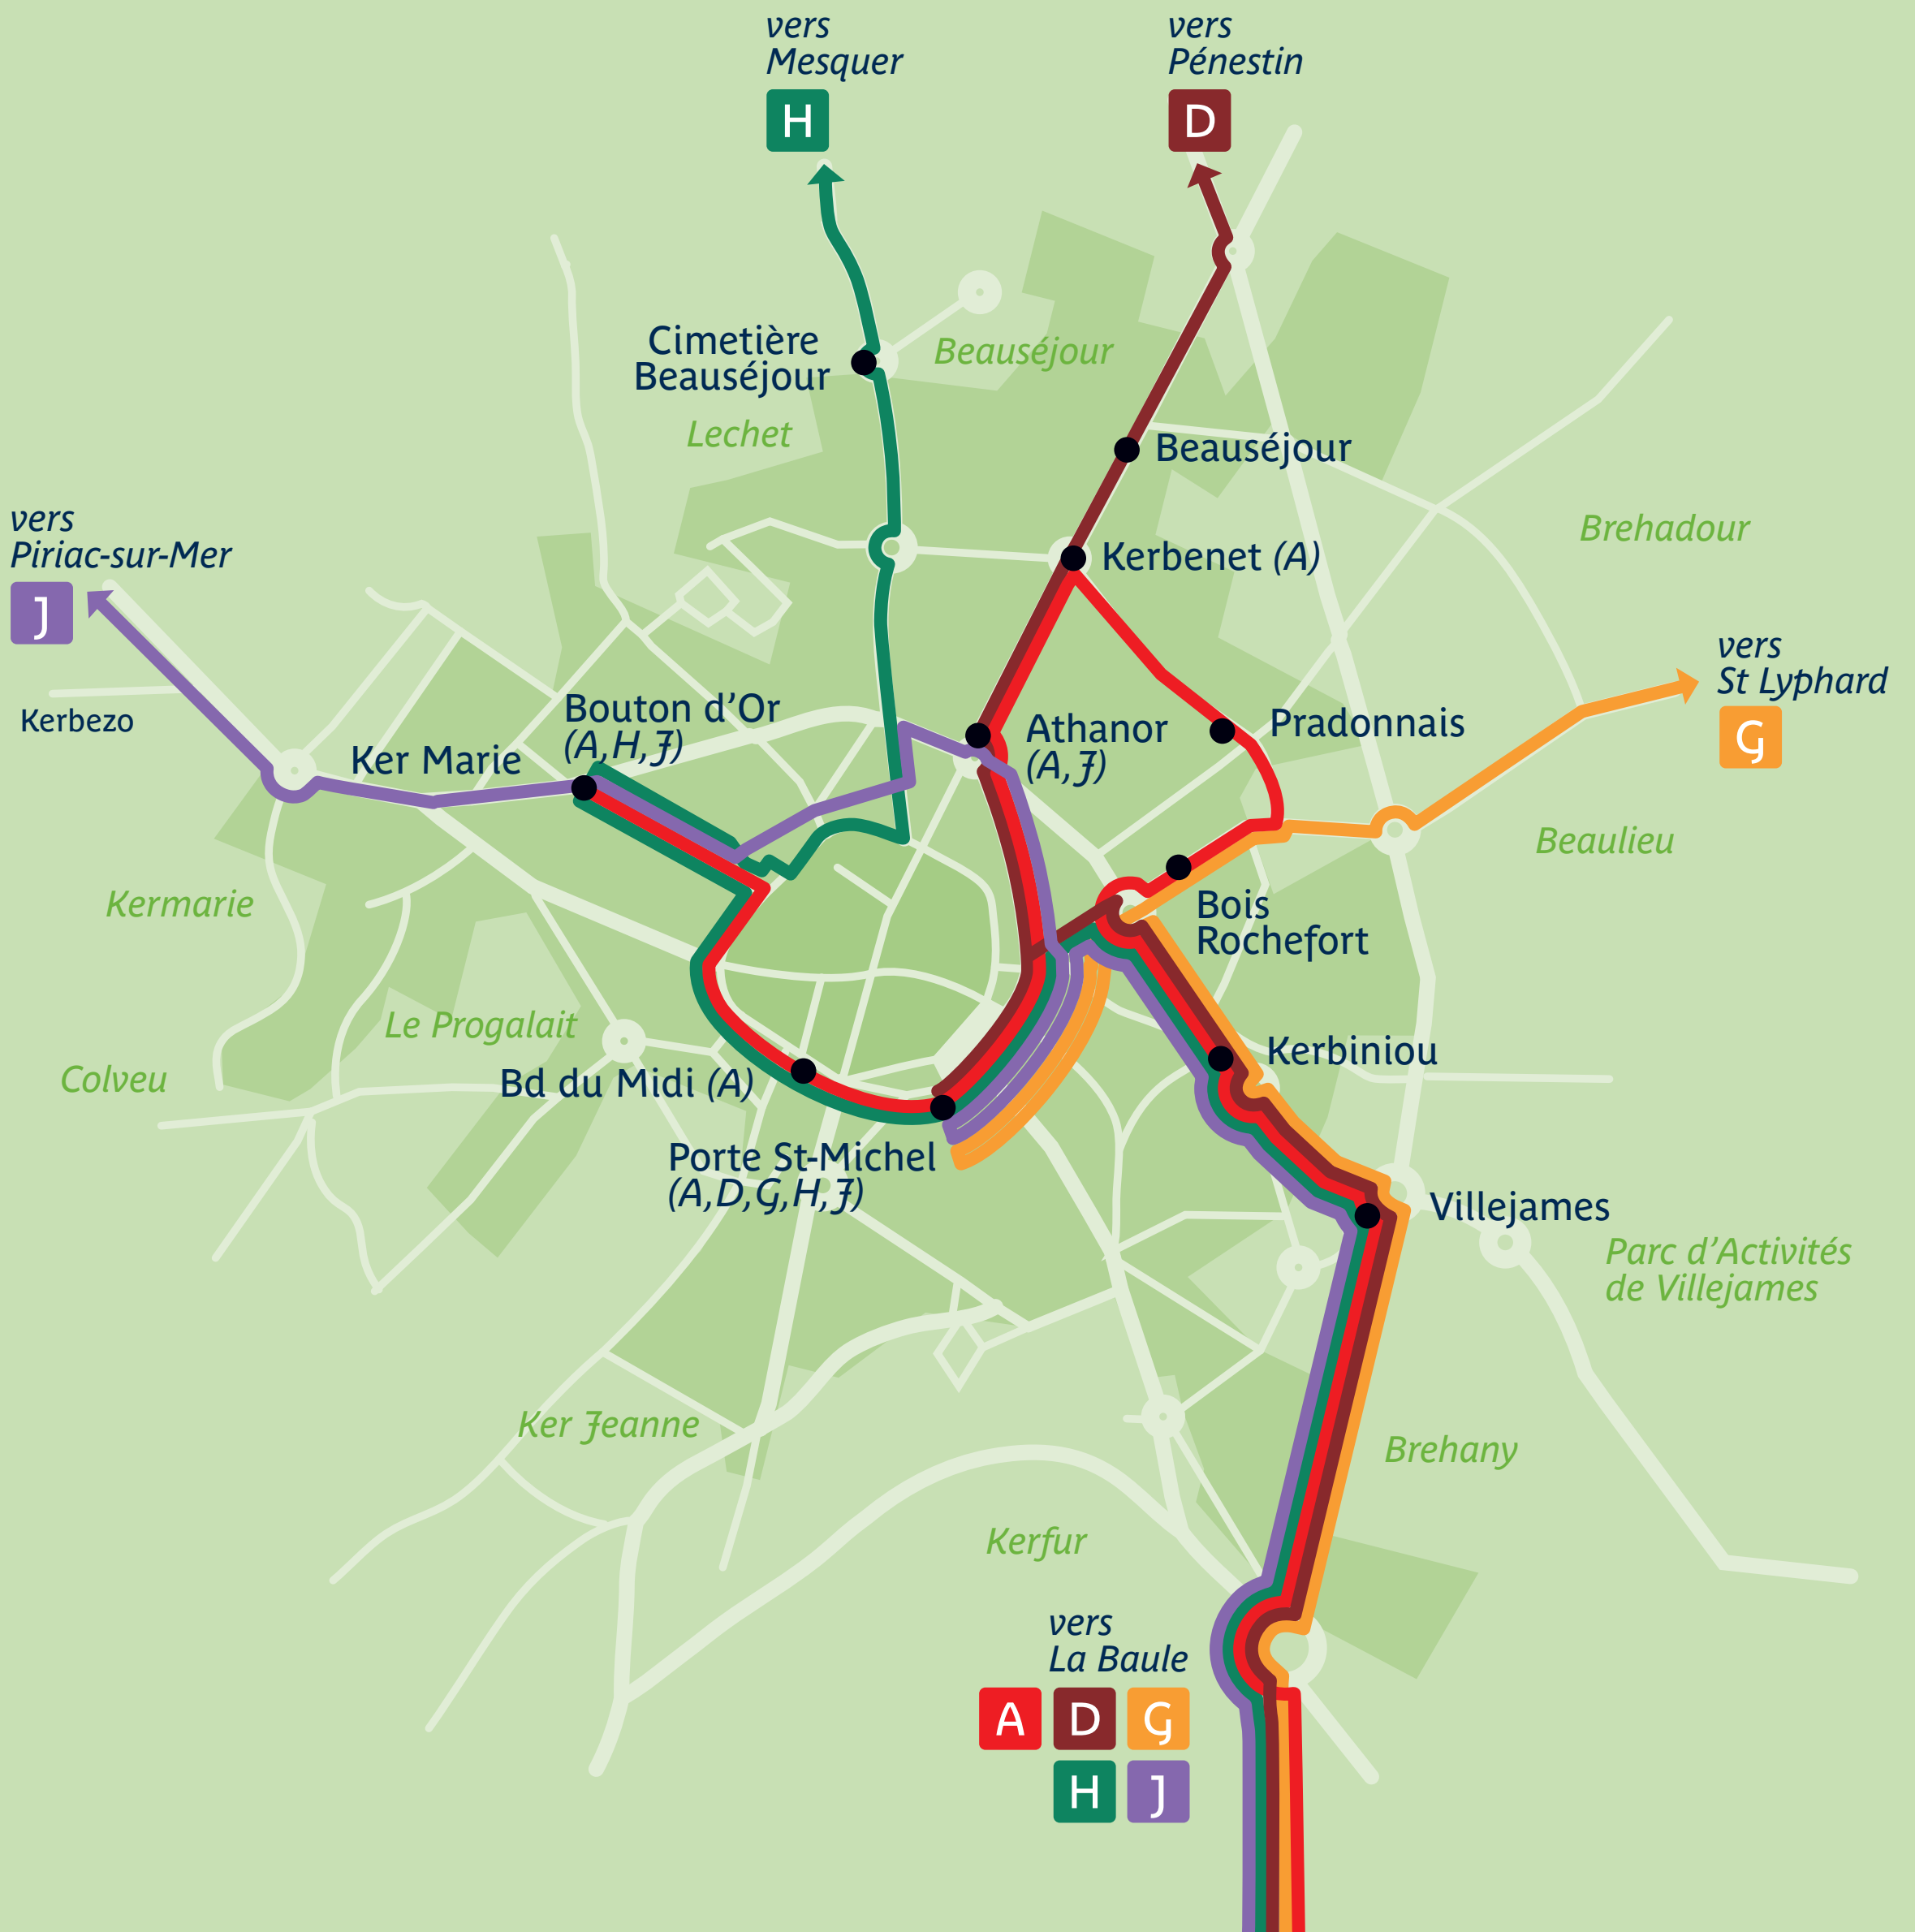 vers
Mesquer
H
vers
Pénestin
D
Cimetière
Beauséjour
Beauséjour
Lechet
Beauséjour
vers
Piriac-sur-Mer
J
Kerbenet (A)
Brehadour
vers
St Lyphard
G
Kerbezo
Ker Marie
Bouton d’Or
(A,H,J)
Athanor
(A,J)
Pradonnais
Beaulieu
Kermarie
Bois
Rochefort
Le Progalait
Colveu
Bd du Midi (A)
Kerbiniou
Porte St-Michel
(A,D,G,H,J)
Villejames
Parc d’Activités
de Villejames
Ker Jeanne
Brehany
Kerfur
vers
La Baule
A D G
H J